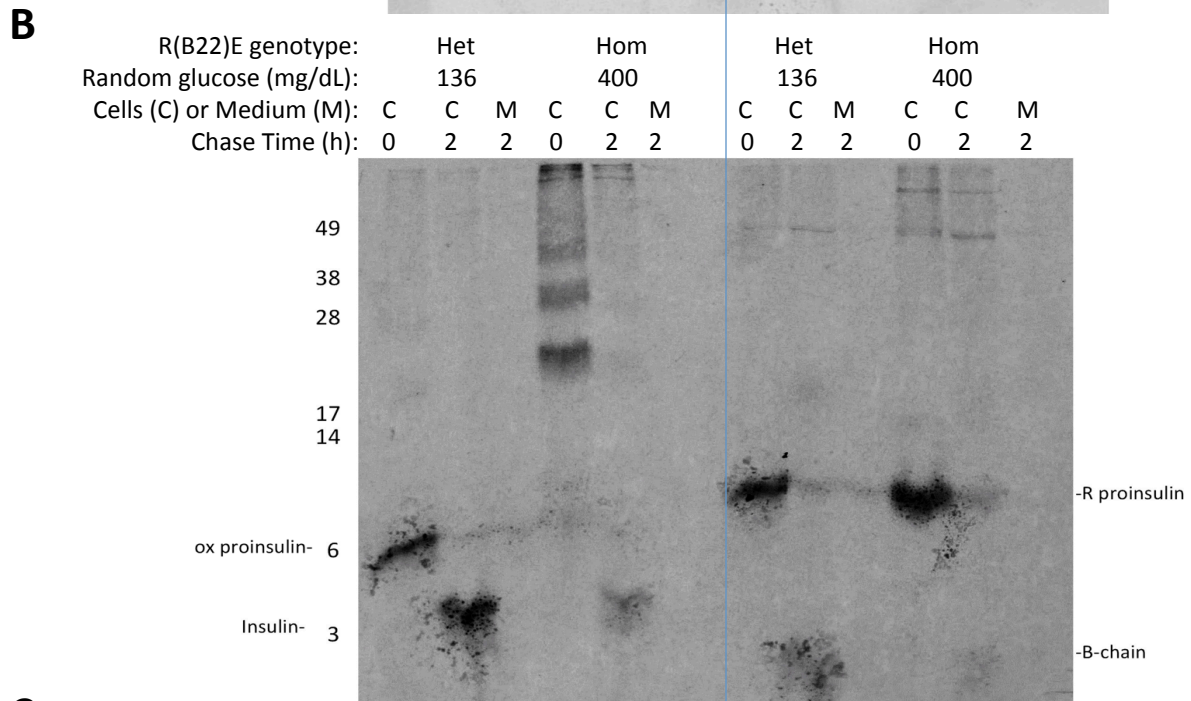 B
R(B22)E genotype: Het Hom Het Hom
Random glucose (mg/dL): 136 400 136 400
Cells (C) or Medium (M): C C M C C M C C M C C M
Chase Time (h): 0 2 2 0 2 2 0 2 2 0 2 2
49
38
28
17
14
-R proinsulin
ox proinsulin- 6
Insulin- 3
-B-chain